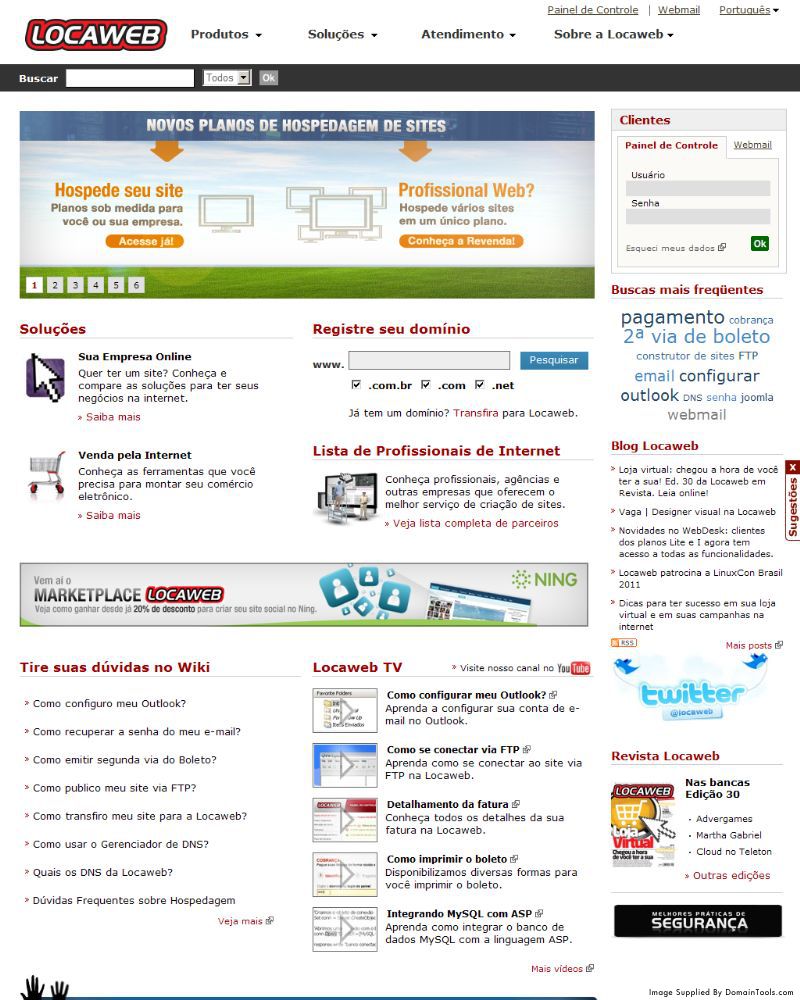 Painel de Controle | Webmail Português
LOCAWEB Produtos Soluções Atendimento Sobre a Locaweb
Buscar Todos Ok
NOVOS PLANOS DE HOSPEDAGEM DE SITES
Hospede seu site
Planos sob medida para
você ou sua empresa.
Acesse já!
Profissional Web?
Hospede vários sites
em um único plano.
Conheça a Revenda!
1 2 3 4 5 6
Clientes
Painel de Controle Webmail
Usuário
Senha
Esqueci meus dados Ok
Buscas mais freqüentes
pagamento cobrança
2ª via de boleto
construtor de sites FTP
email configurar
outlook DNS senha joomla
webmail
Soluções
Sua Empresa Online
Quer ter um site? Conheça e
compare as soluções para ter seus
negócios na internet.
» Saiba mais
Venda pela Internet
Conheça as ferramentas que você
precisa para montar seu comércio
eletrônico.
» Saiba mais
Registre seu domínio
www. Pesquisar
.com.br .com .net
Já tem um domínio? Transfira para Locaweb.
Lista de Profissionais de Internet
Conheça profissionais, agências e
outras empresas que oferecem o
melhor serviço de criação de sites.
» Veja lista completa de parceiros
Blog Locaweb
Loja virtual: chegou a hora de você
ter a sua! Ed. 30 da Locaweb em
Revista. Leia online!
Vaga | Designer visual na Locaweb
Novidades no WebDesk: clientes
dos planos Lite e I agora tem
acesso a todas as funcionalidades.
Locaweb patrocina a LinuxCon Brasil
2011
Dicas para ter sucesso em sua loja
virtual e em suas campanhas na
internet
RSS Mais posts
X
Sugestões
Vem aí o
MARKETPLACE LOCAWEB
Veja como ganhar desde já 20% de desconto para criar seu site social no Ning.
NING
Tire suas dúvidas no Wiki
Como configuro meu Outlook?
Como recuperar a senha do meu e-mail?
Como emitir segunda via do Boleto?
Como publico meu site via FTP?
Como transfiro meu site para a Locaweb?
Como usar o Gerenciador de DNS?
Quais os DNS da Locaweb?
Dúvidas Frequentes sobre Hospedagem
Veja mais
Locaweb TV » Visite nosso canal no YouTube
Favorite Folders
Itens Enviados
Como configurar meu Outlook?
Aprenda a configurar sua conta de e-
mail no Outlook.
Como se conectar via FTP
Aprenda como se conectar ao site via
FTP na Locaweb.
Detalhamento da fatura
Conheça todos os detalhes da sua
fatura na Locaweb.
COBRANÇA
Como imprimir o boleto
Disponibilizamos diversas formas para
você imprimir o boleto.
Integrando MySQL com ASP
Aprenda como integrar o banco de
dados MySQL com a linguagem ASP.
Mais vídeos
twitter
@locaweb
Revista Locaweb
LOCAWEB
Loja
Virtual
Chegou a hora
de você ter a sua
Nas bancas
Edição 30
· Advergames
· Martha Gabriel
· Cloud no Teleton
» Outras edições
MELHORES PRÁTICAS DE
SEGURANÇA
Image Supplied By DomainTools.com